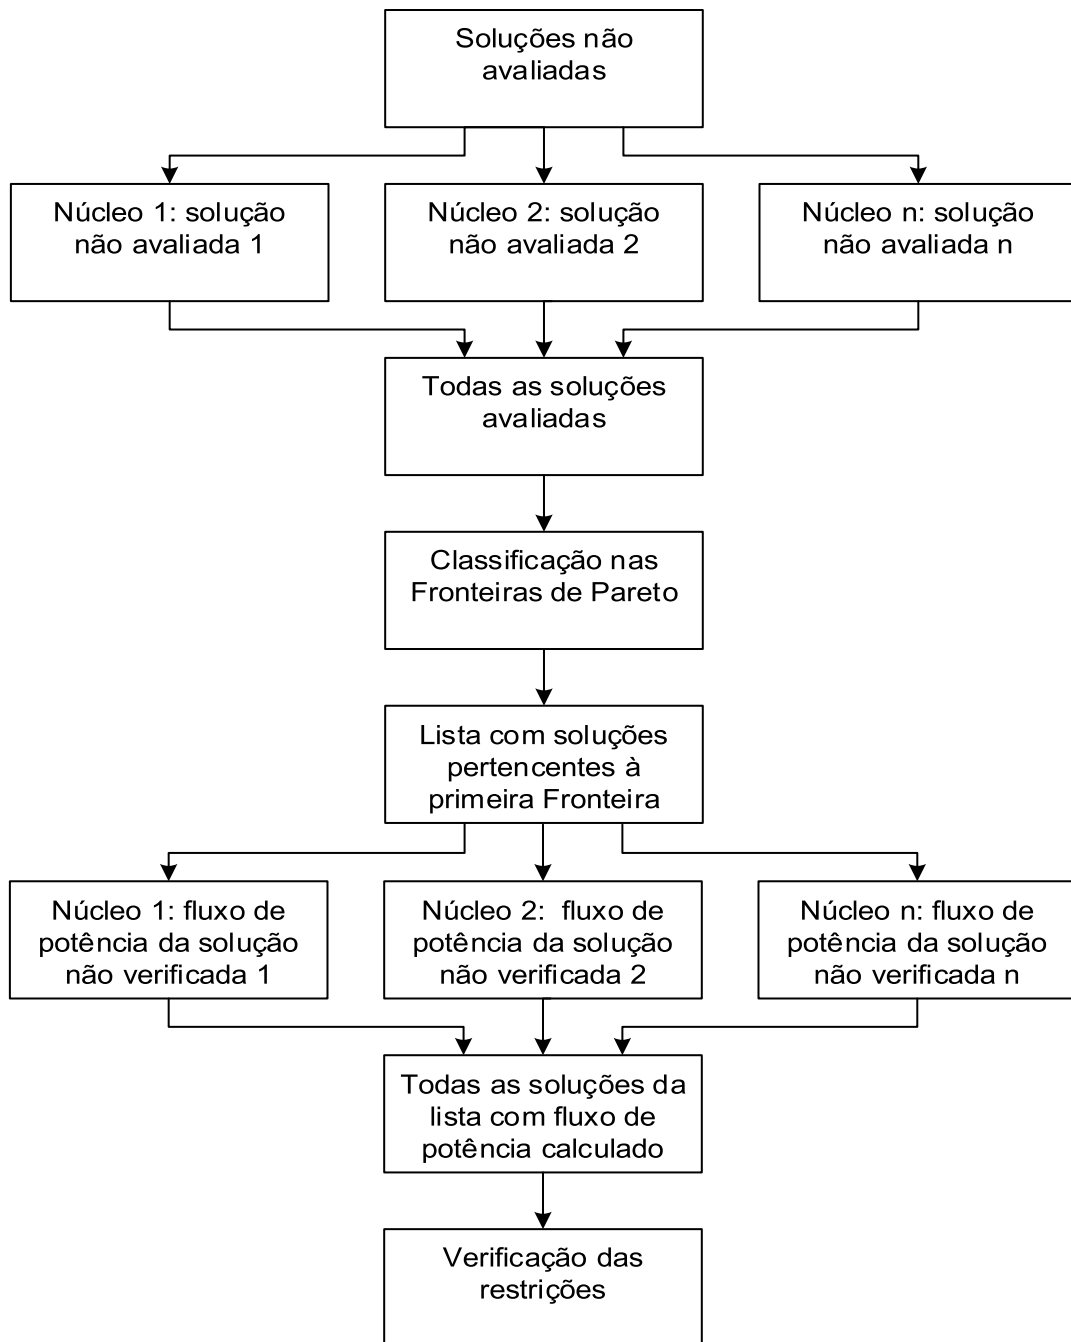 Soluções não
avaliadas
Núcleo 1: solução
não avaliada 1
Núcleo 2: solução
não avaliada 2
Núcleo n: solução
não avaliada n
Todas as soluções
avaliadas
Classificação nas
Fronteiras de Pareto
Lista com soluções
pertencentes à
primeira Fronteira
Núcleo 1: fluxo de
potência da solução
não verificada 1
Núcleo 2:  fluxo de
potência da solução
não verificada 2
Núcleo n: fluxo de
potência da solução
não verificada n
Todas as soluções da
lista com fluxo de
potência calculado
Verificação das
restrições